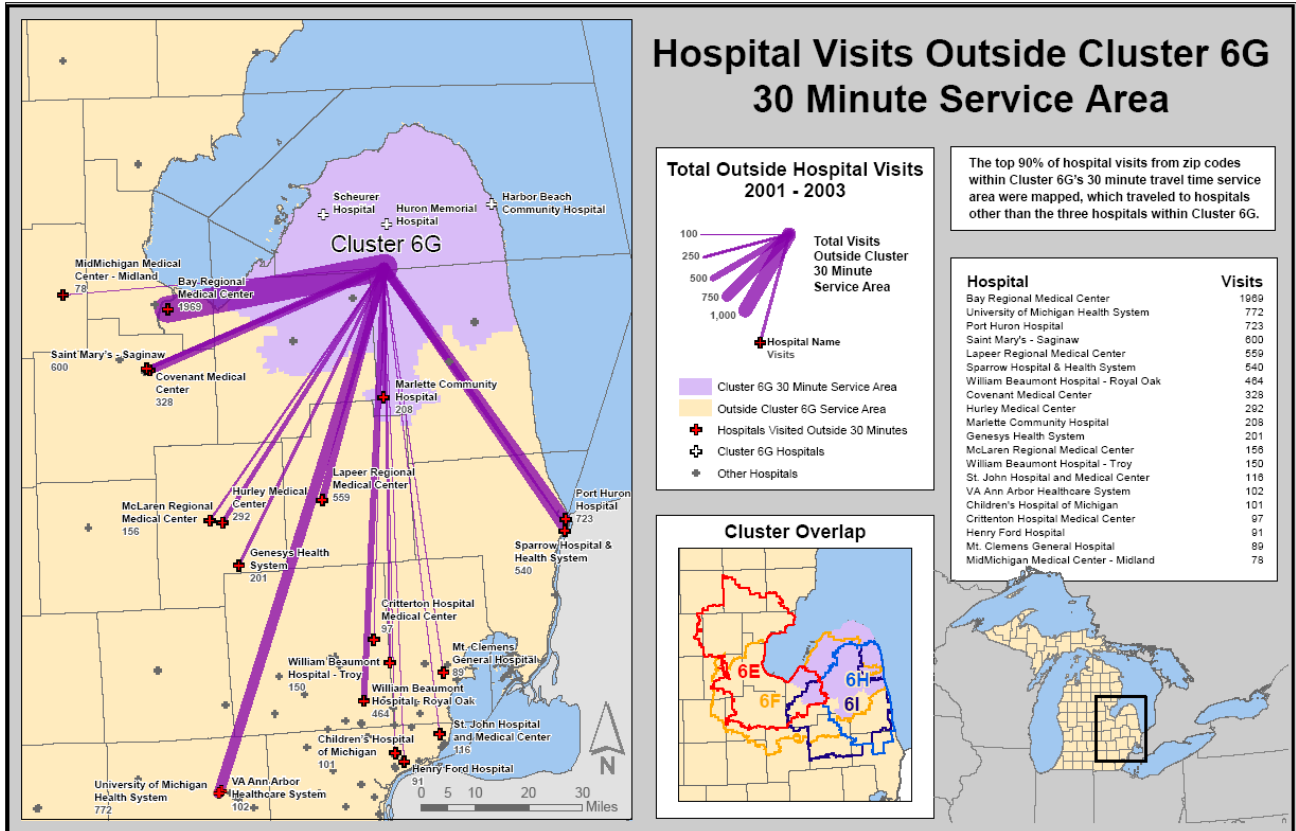 Hospital Visits Outside Cluster 6G
30 Minute Service Area
Scheurer
Hospital
Huron Memorial
Hospital
Harbor Beach
Community Hospital
Cluster 6G
MidMichigan Medical
Center - Midland
78
Bay Regional
Medical Center
1969
Saint Mary's - Saginaw
600
Covenant Medical
Center
328
Marlette Community
Hospital
208
Lapeer Regional
Medical Center
559
McLaren Regional
Medical Center
156
Hurley Medical
Center
292
Port Huron
Hospital
723
Sparrow Hospital &
Health System
540
Genesys Health
System
201
Critterton Hospital
Medical Center
97
Mt. Clemens
General Hospital
89
William Beaumont
Hospital - Troy
150
William Beaumont
Hospital - Royal Oak
464
St. John Hospital
and Medical Center
116
Children's Hospital
of Michigan
101
Henry Ford Hospital
91
University of Michigan
Health System
772
VA Ann Arbor
Healthcare System
102
N
0 5 10 20 30
Miles
Total Outside Hospital Visits
2001 - 2003
100
250
500
750
1,000
Total Visits
Outside Cluster
30 Minute
Service Area
Hospital Name
Visits
Cluster 6G 30 Minute Service Area
Outside Cluster 6G Service Area
Hospitals Visited Outside 30 Minutes
Cluster 6G Hospitals
Other Hospitals
Cluster Overlap
6E
6F
6H
6I
The top 90% of hospital visits from zip codes
within Cluster 6G's 30 minute travel time service
area were mapped, which traveled to hospitals
other than the three hospitals within Cluster 6G.
Hospital Visits
Bay Regional Medical Center 1969
University of Michigan Health System 772
Port Huron Hospital 723
Saint Mary's - Saginaw 600
Lapeer Regional Medical Center 559
Sparrow Hospital & Health System 540
William Beaumont Hospital - Royal Oak 464
Covenant Medical Center 328
Hurley Medical Center 292
Marlette Community Hospital 208
Genesys Health System 201
McLaren Regional Medical Center 156
William Beaumont Hospital - Troy 150
St. John Hospital and Medical Center 116
VA Ann Arbor Healthcare System 102
Children's Hospital of Michigan 101
Crittenton Hospital Medical Center 97
Henry Ford Hospital 91
Mt. Clemens General Hospital 89
MidMichigan Medical Center - Midland 78